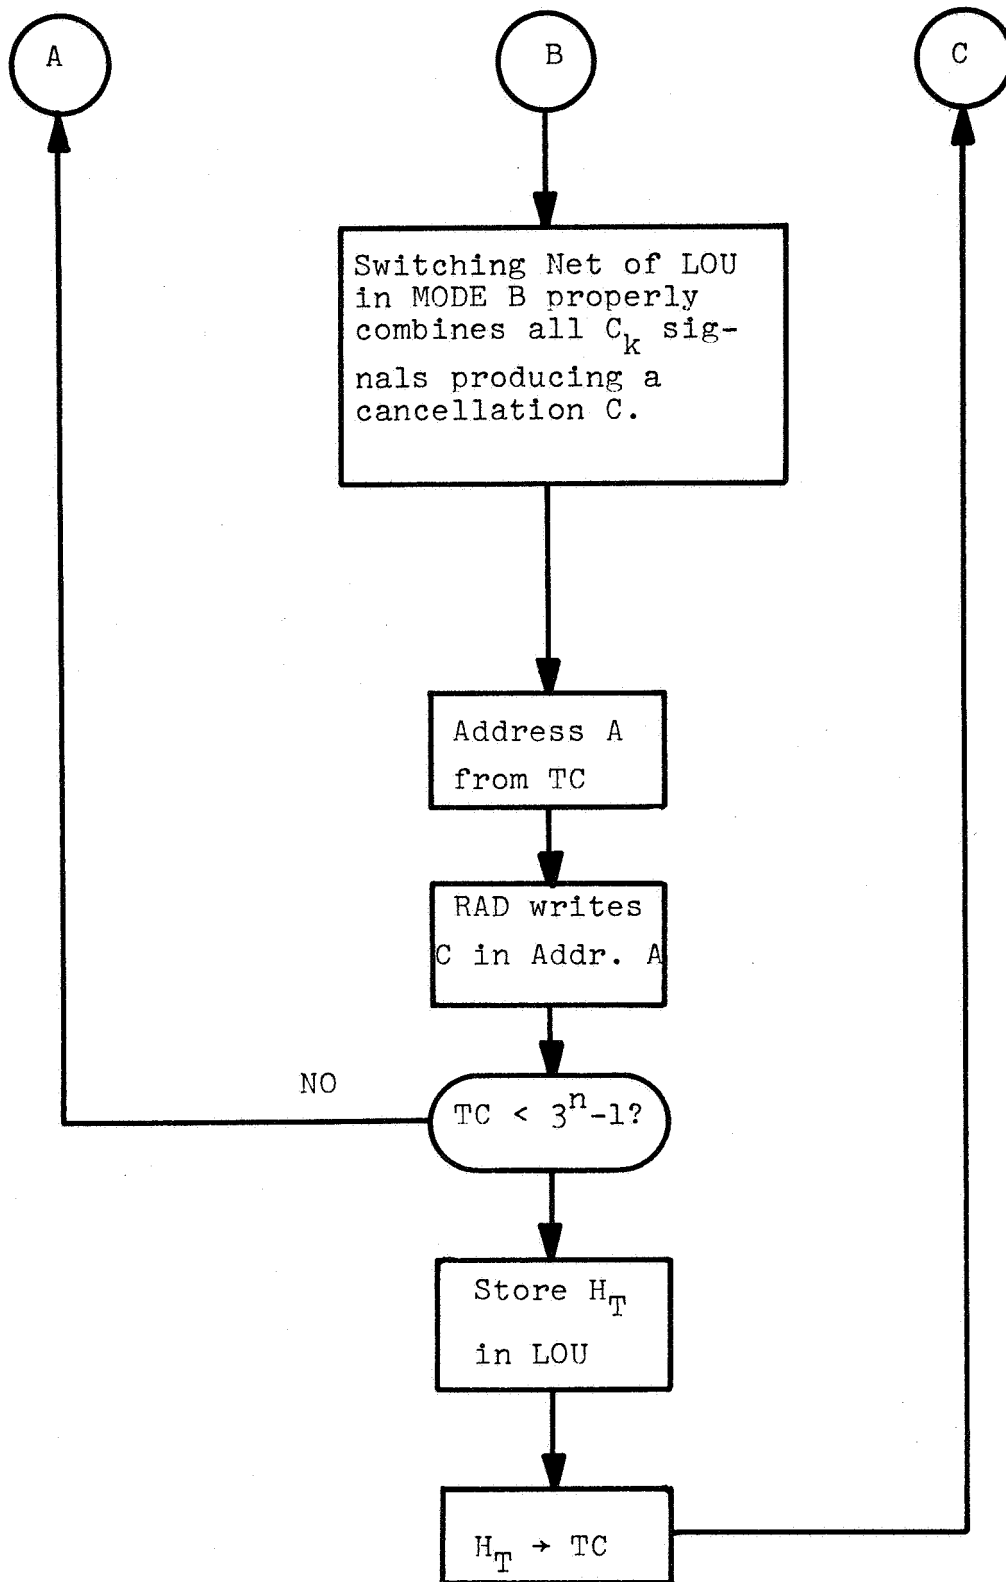 A
B
C
Switching Net of LOU
in MODE B properly
combines all C_k sig-
nals producing a
cancellation C.
Address A
from TC
RAD writes
C in Addr. A
NO
TC < 3^n-1?
Store H_T
in LOU
H_T → TC